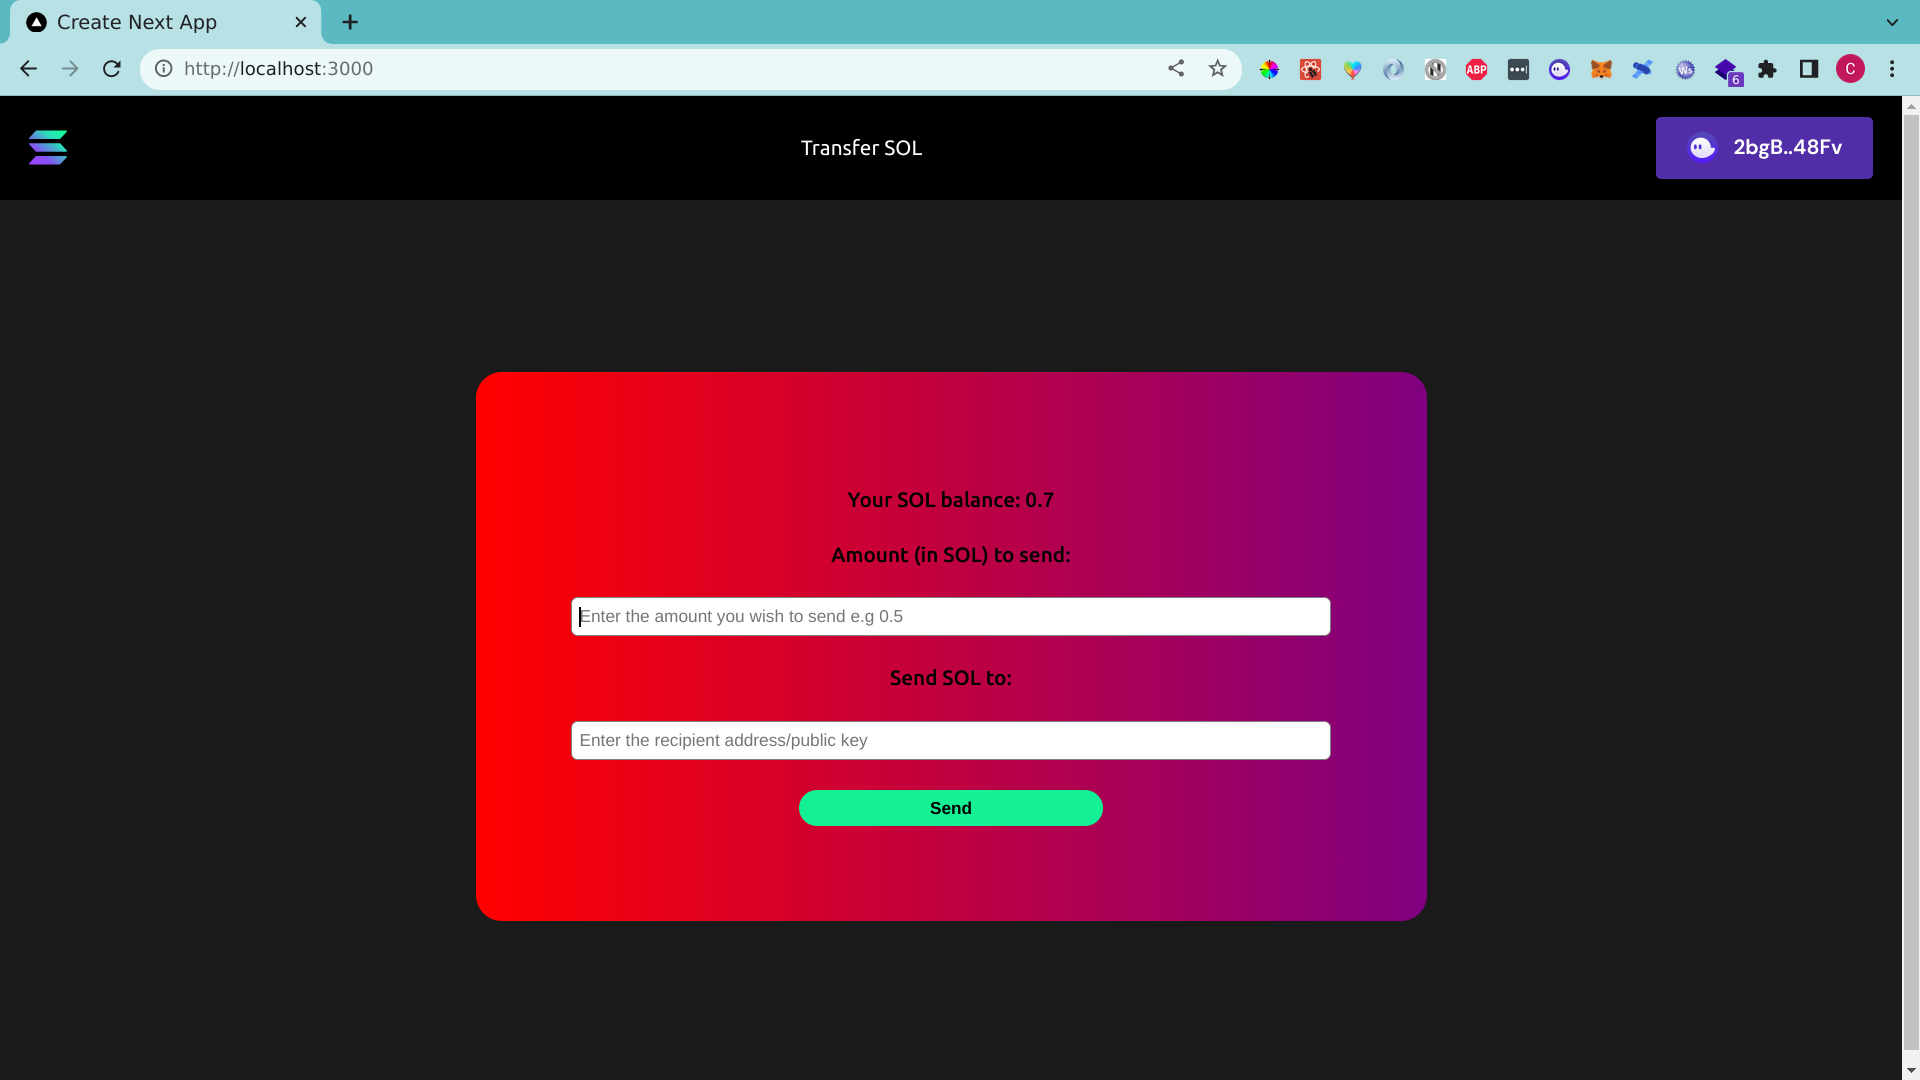 Create Next App
http://localhost:3000
ABP
Ws
6
C
Transfer SOL
2bgB..48Fv
Your SOL balance: 0.7
Amount (in SOL) to send:
Enter the amount you wish to send e.g 0.5
Send SOL to:
Enter the recipient address/public key
Send